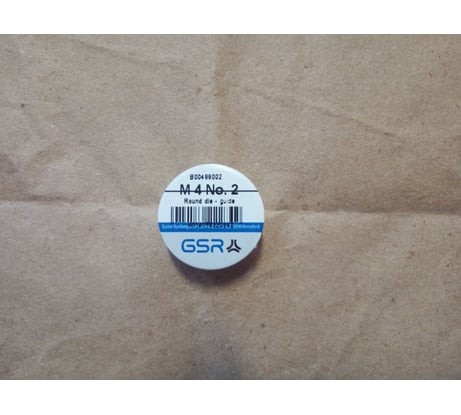 B00499002
M 4 No. 2
Round die - guide
GSR